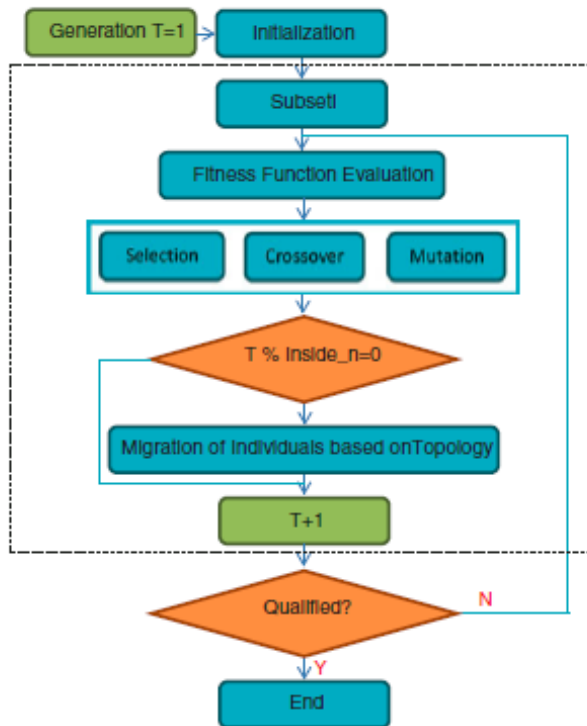 Generation T=1
Initialization
SubsetI
Fitness Function Evaluation
Selection
Crossover
Mutation
T % Inside_n=0
Migration of Individuals based onTopology
T+1
Qualified?
N
Y
End